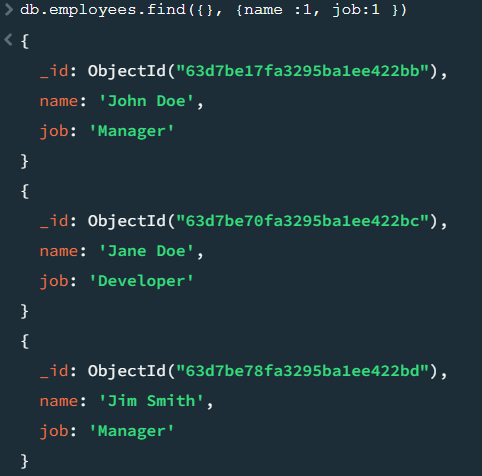 > db.employees.find({}, {name :1, job:1 })
< {
_id: ObjectId("63d7be17fa3295ba1ee422bb"),
name: 'John Doe',
job: 'Manager'
}
{
_id: ObjectId("63d7be70fa3295ba1ee422bc"),
name: 'Jane Doe',
job: 'Developer'
}
{
_id: ObjectId("63d7be78fa3295ba1ee422bd"),
name: 'Jim Smith',
job: 'Manager'
}